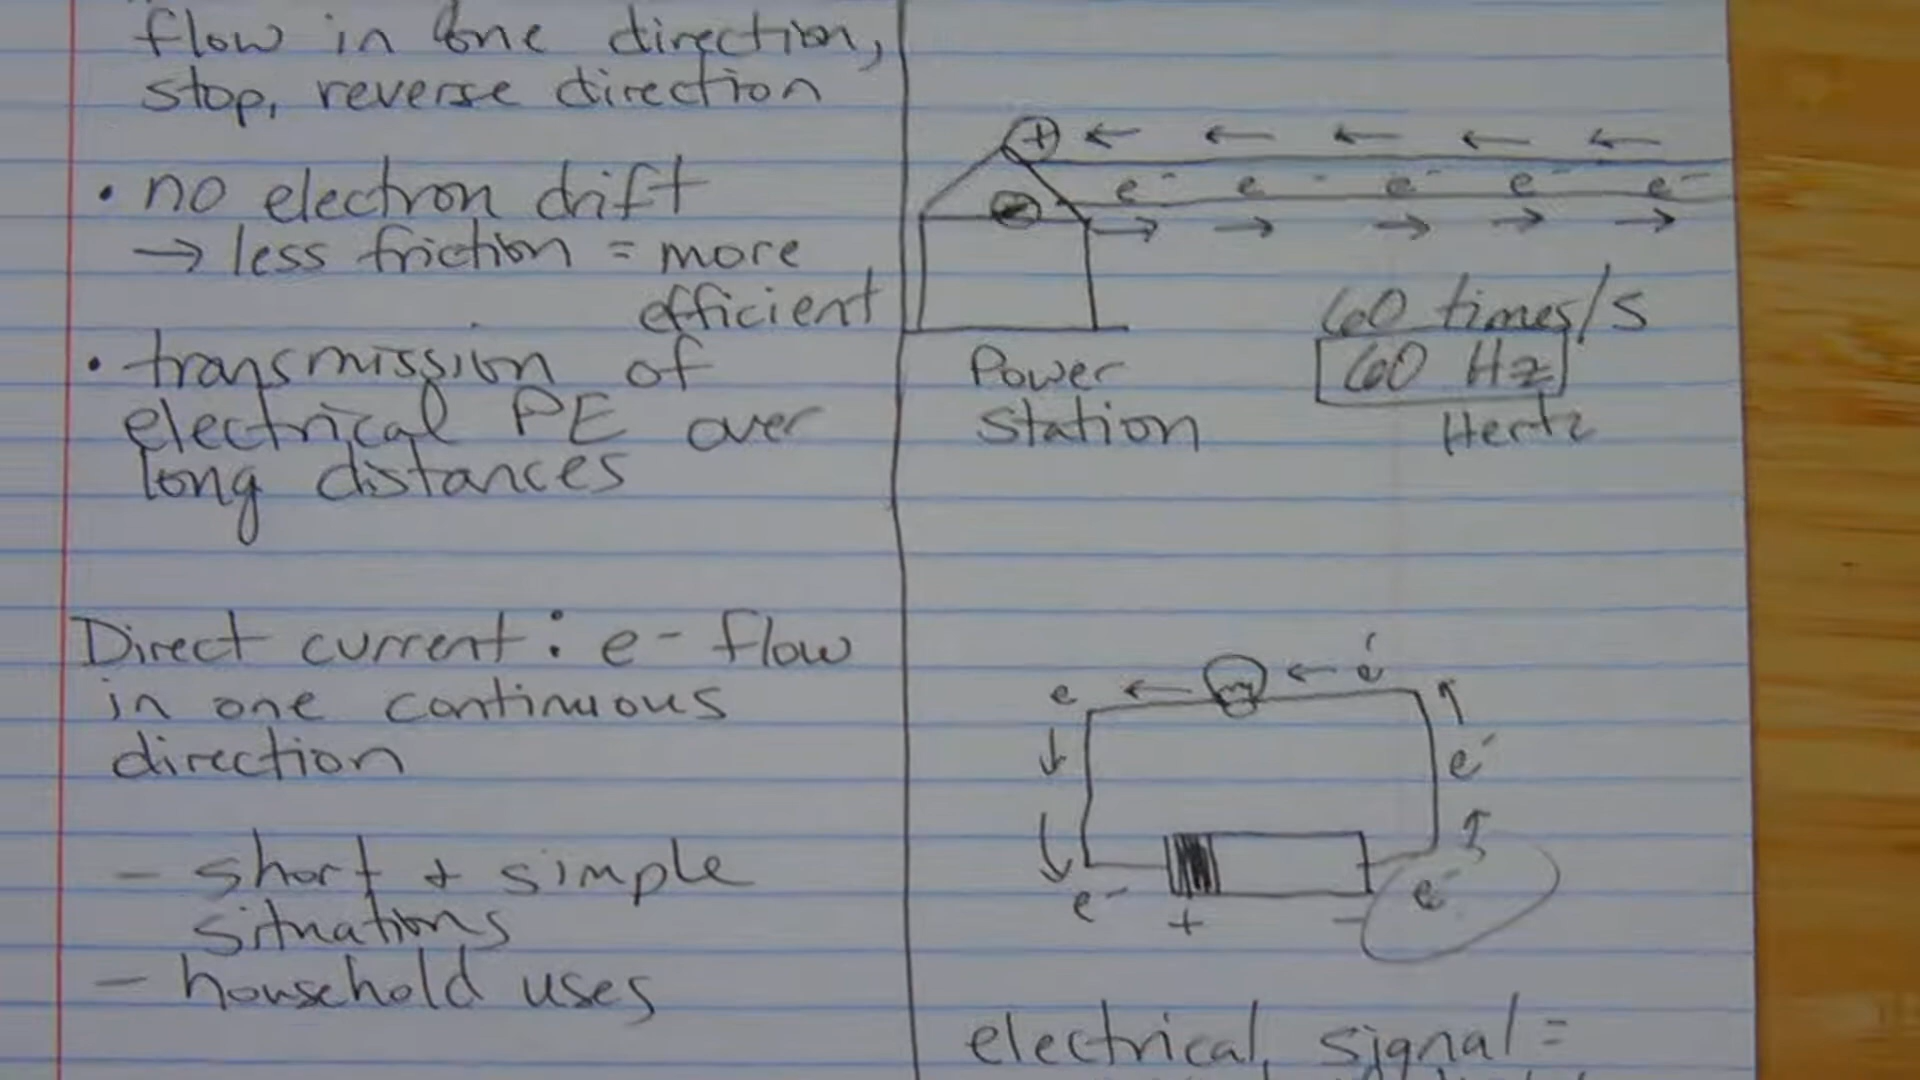 flow in one direction,
stop, reverse direction
• no electron drift
→ less friction = more
efficient
• transmission of
electrical PE over
long distances
Direct current: e- flow
in one continuous
direction
- short + simple
situations
- household uses
+ ← ← ← ← ←
e- e - e- e- e-
- → → → → →
60 times/s
60 Hz
Hertz
Power
station
e ← ← e-
↓ ↑
e-
↓ ↑
e- + - e-
electrical signal =